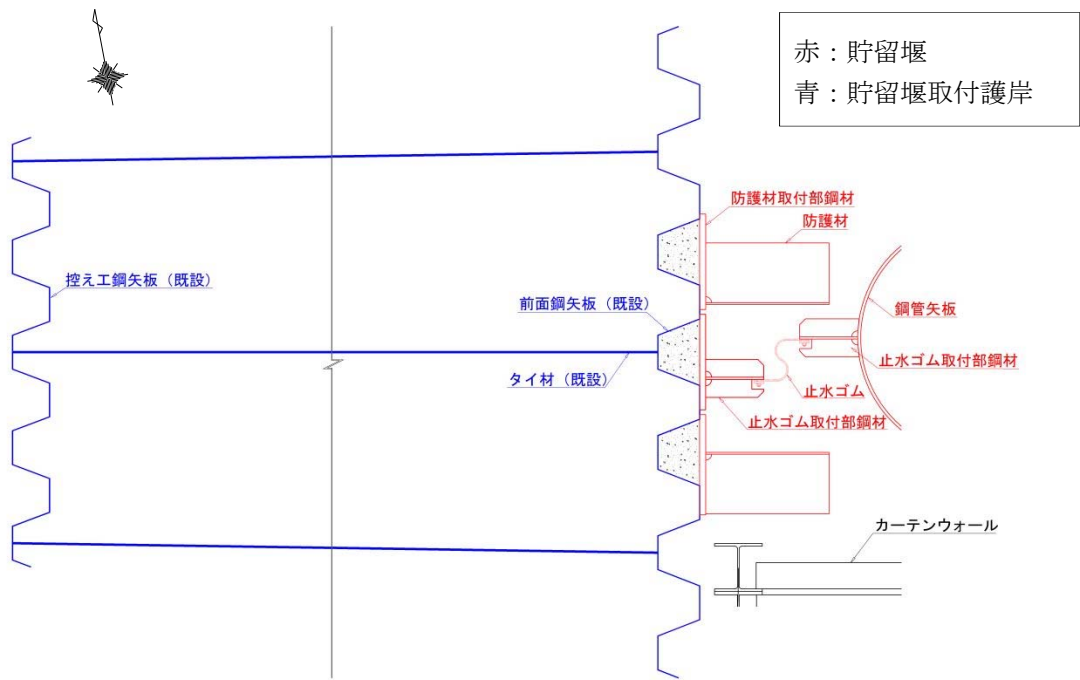 赤：貯留堰
青：貯留堰取付護岸
防護材取付部鋼材
防護材
控え工鋼矢板（既設）
前面鋼矢板（既設）
鋼管矢板
止水ゴム取付部鋼材
タイ材（既設）
止水ゴム
止水ゴム取付部鋼材
カーテンウォール